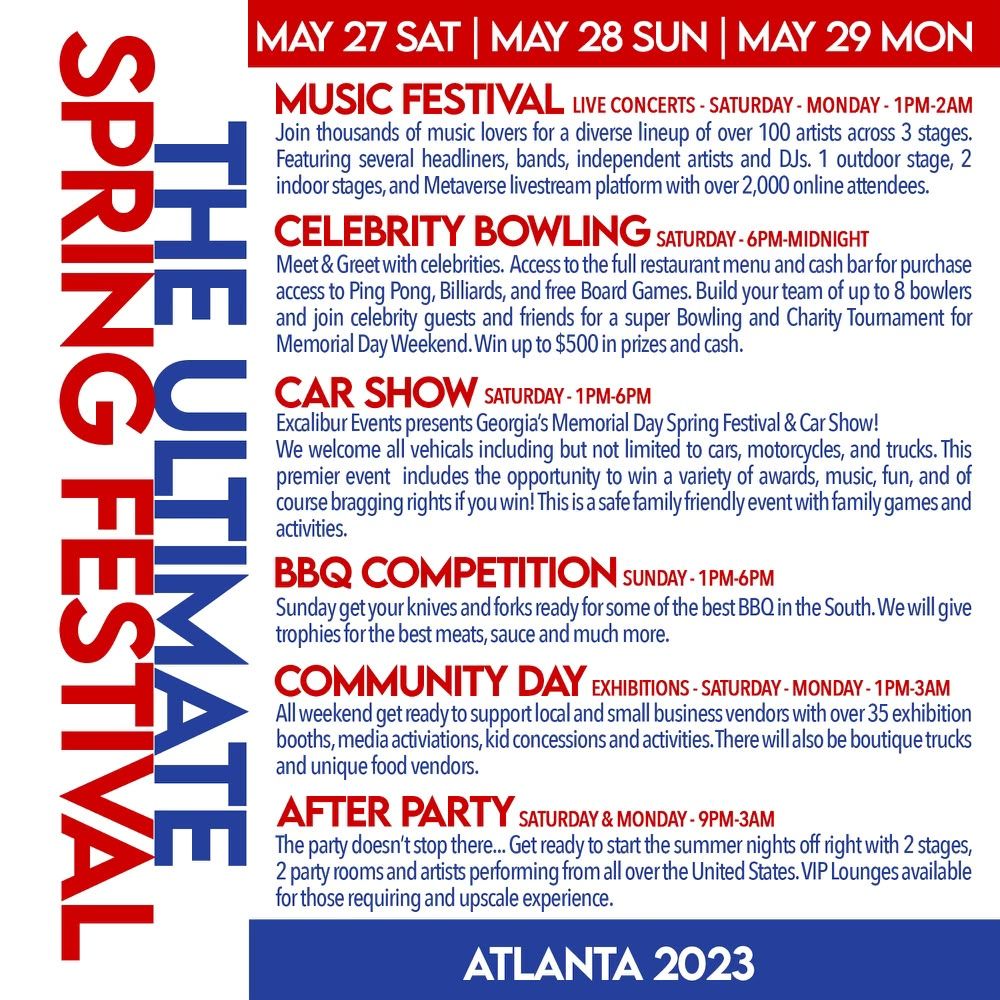 THE ULTIMATE
SPRING FESTIVAL
MAY 27 SAT | MAY 28 SUN | MAY 29 MON
MUSIC FESTIVAL LIVE CONCERTS - SATURDAY - MONDAY - 1PM-2AM
Join thousands of music lovers for a diverse lineup of over 100 artists across 3 stages.
Featuring several headliners, bands, independent artists and DJs. 1 outdoor stage, 2
indoor stages, and Metaverse livestream platform with over 2,000 online attendees.
CELEBRITY BOWLING SATURDAY - 6PM-MIDNIGHT
Meet & Greet with celebrities. Access to the full restaurant menu and cash bar for purchase
access to Ping Pong, Billiards, and free Board Games. Build your team of up to 8 bowlers
and join celebrity guests and friends for a super Bowling and Charity Tournament for
Memorial Day Weekend. Win up to $500 in prizes and cash.
CAR SHOW SATURDAY - 1PM-6PM
Excalibur Events presents Georgia's Memorial Day Spring Festival & Car Show!
We welcome all vehicals including but not limited to cars, motorcycles, and trucks. This
premier event includes the opportunity to win a variety of awards, music, fun, and of
course bragging rights if you win! This is a safe family friendly event with family games and
activities.
BBQ COMPETITION SUNDAY - 1PM-6PM
Sunday get your knives and forks ready for some of the best BBQ in the South. We will give
trophies for the best meats, sauce and much more.
COMMUNITY DAY EXHIBITIONS - SATURDAY - MONDAY - 1PM-3AM
All weekend get ready to support local and small business vendors with over 35 exhibition
booths, media activiations, kid concessions and activities. There will also be boutique trucks
and unique food vendors.
AFTER PARTY SATURDAY & MONDAY - 9PM-3AM
The party doesn't stop there... Get ready to start the summer nights off right with 2 stages,
2 party rooms and artists performing from all over the United States. VIP Lounges available
for those requiring and upscale experience.
ATLANTA 2023